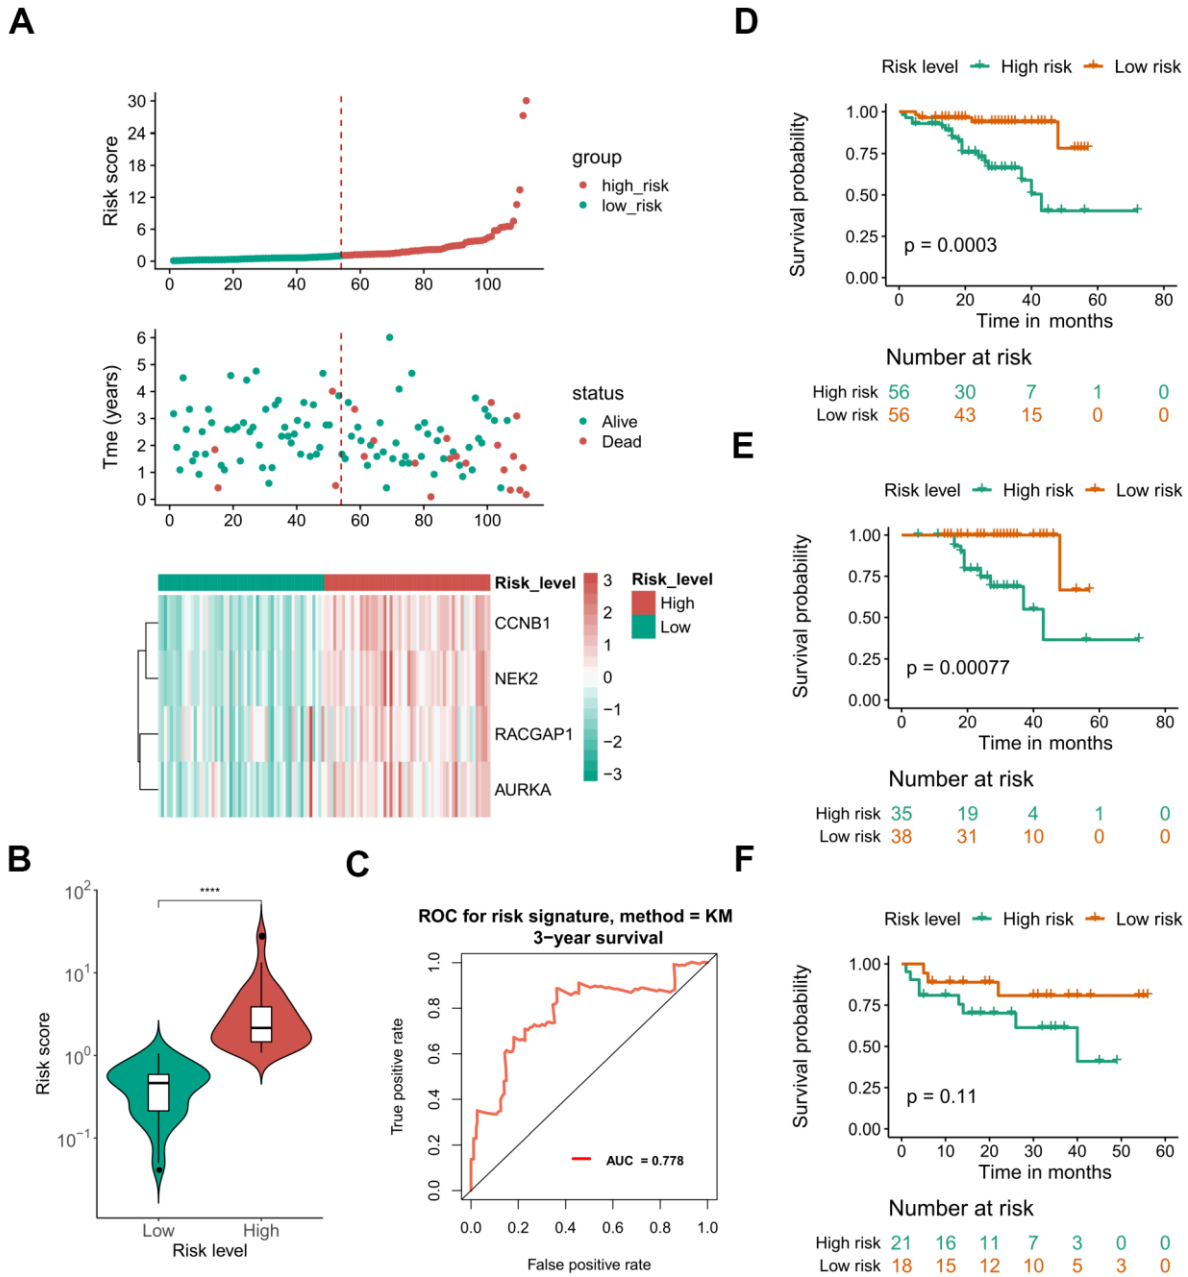 A
Risk score
30
24
18
12
6
0
0 20 40 60 80 100
group
high_risk
low_risk
Tme (years)
6
5
4
3
2
1
0
0 20 40 60 80 100
status
Alive
Dead
Risk_level
CCNB1
NEK2
RACGAP1
AURKA
3
2
1
0
−1
−2
−3
Risk_level
High
Low
B
Risk score
10²
10¹
10⁰
10⁻¹
****
Low High
Risk level
C
ROC for risk signature, method = KM
3−year survival
True positive rate
1.0
0.8
0.6
0.4
0.2
0.0
AUC = 0.778
0.0 0.2 0.4 0.6 0.8 1.0
False positive rate
D
Risk level High risk Low risk
Survival probability
1.00
0.75
0.50
0.25
0.00
p = 0.0003
0 20 40 60 80
Time in months
Number at risk
High risk 56 30 7 1 0
Low risk 56 43 15 0 0
E
Risk level High risk Low risk
Survival probability
1.00
0.75
0.50
0.25
0.00
p = 0.00077
0 20 40 60 80
Time in months
Number at risk
High risk 35 19 4 1 0
Low risk 38 31 10 0 0
F
Risk level High risk Low risk
Survival probability
1.00
0.75
0.50
0.25
0.00
p = 0.11
0 10 20 30 40 50 60
Time in months
Number at risk
High risk 21 16 11 7 3 0 0
Low risk 18 15 12 10 5 3 0